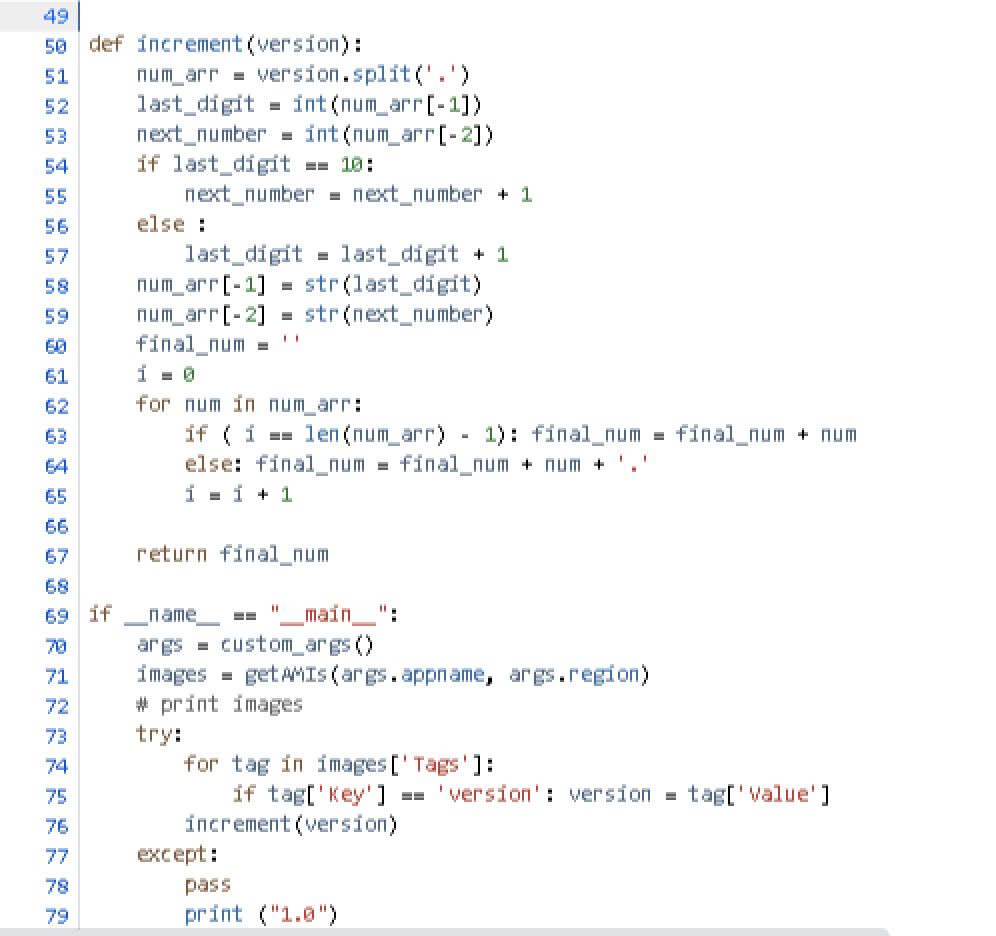 49
50 def increment(version):
51     num_arr = version.split('.')
52     last_digit = int(num_arr[-1])
53     next_number = int(num_arr[-2])
54     if last_digit == 10:
55         next_number = next_number + 1
56     else :
57         last_digit = last_digit + 1
58     num_arr[-1] = str(last_digit)
59     num_arr[-2] = str(next_number)
60     final_num = ''
61     i = 0
62     for num in num_arr:
63         if ( i == len(num_arr) - 1): final_num = final_num + num
64         else: final_num = final_num + num + '.'
65         i = i + 1
66
67     return final_num
68
69 if __name__ == "__main__":
70     args = custom_args()
71     images = getAMIs(args.appname, args.region)
72     # print images
73     try:
74         for tag in images['Tags']:
75             if tag['Key'] == 'version': version = tag['Value']
76         increment(version)
77     except:
78         pass
79         print ("1.0")